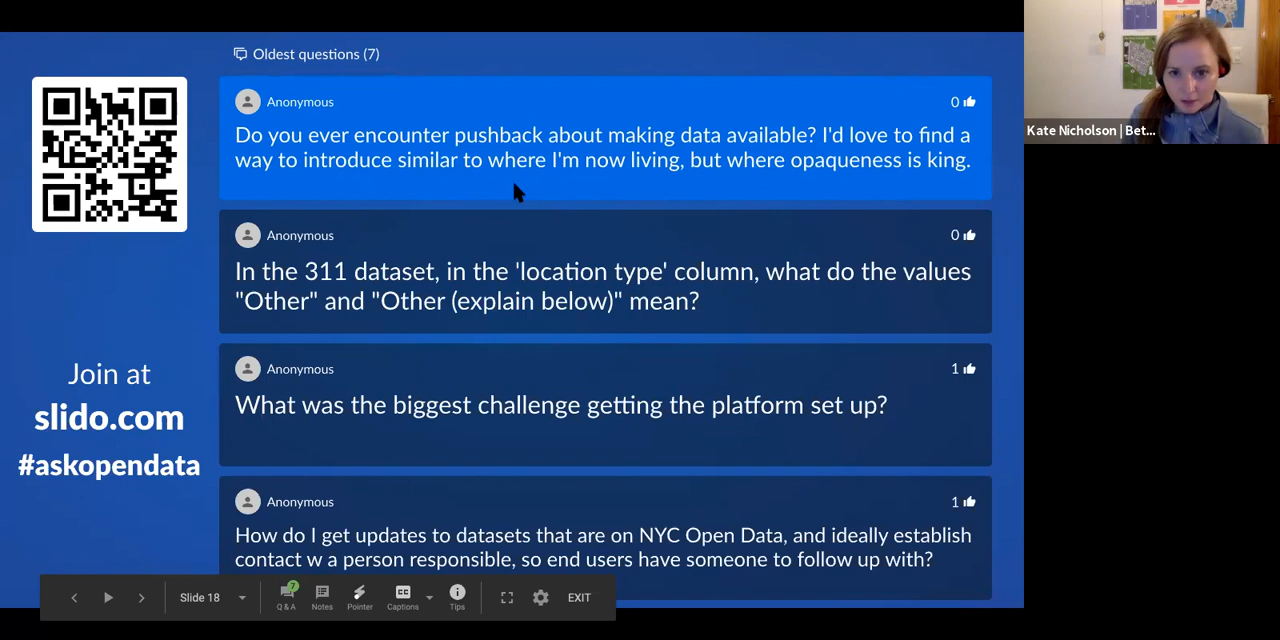 Oldest questions (7)
Anonymous
0
Do you ever encounter pushback about making data available? I'd love to find a
way to introduce similar to where I'm now living, but where opaqueness is king.
Anonymous
0
In the 311 dataset, in the 'location type' column, what do the values
"Other" and "Other (explain below)" mean?
Anonymous
1
What was the biggest challenge getting the platform set up?
Anonymous
1
How do I get updates to datasets that are on NYC Open Data, and ideally establish
contact w a person responsible, so end users have someone to follow up with?
Join at
slido.com
#askopendata
Kate Nicholson | Bet...
Slide 18
7
Q & A
Notes
Pointer
CC
Captions
Tips
EXIT